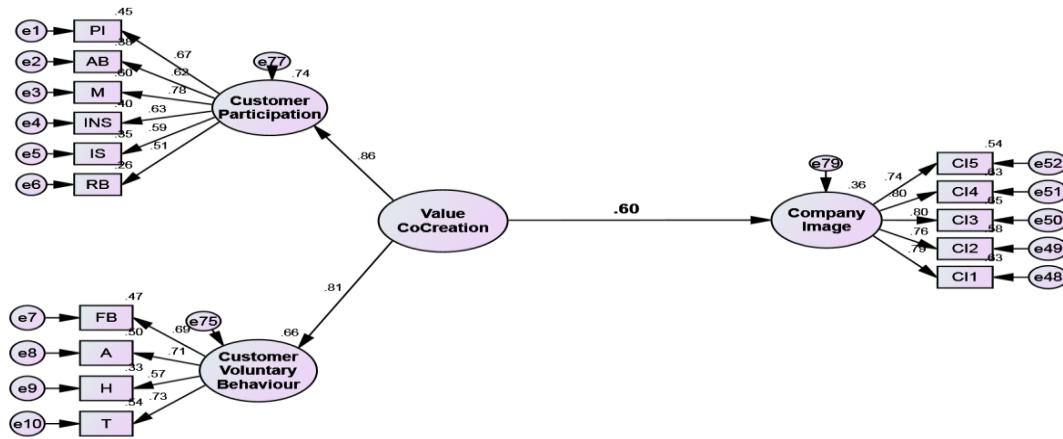 .45
e1
PI
.38
e2
AB
.60
e3
M
.40
e4
INS
.35
e5
IS
.26
e6
RB
.67
.62
.78
.63
.59
.51
e77
.74
Customer
Participation
.86
Value
CoCreation
.60
.81
e79
.36
Company
Image
.74
.80
.80
.76
.79
.54
CI5
e52
.63
CI4
e51
.65
CI3
e50
.58
CI2
e49
.63
CI1
e48
.47
e7
FB
.50
e8
A
.33
e9
H
.54
e10
T
.69
.71
.57
.73
e75
.66
Customer
Voluntary
Behaviour